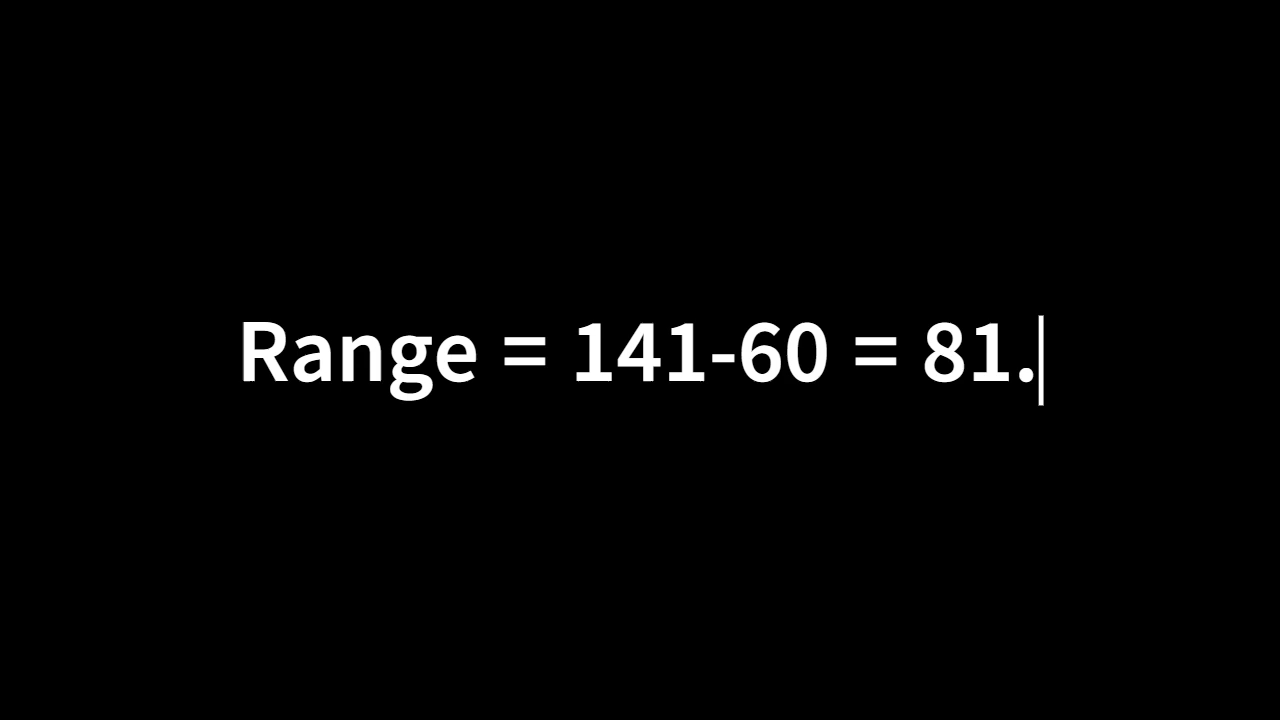 Range = 141-60 = 81.